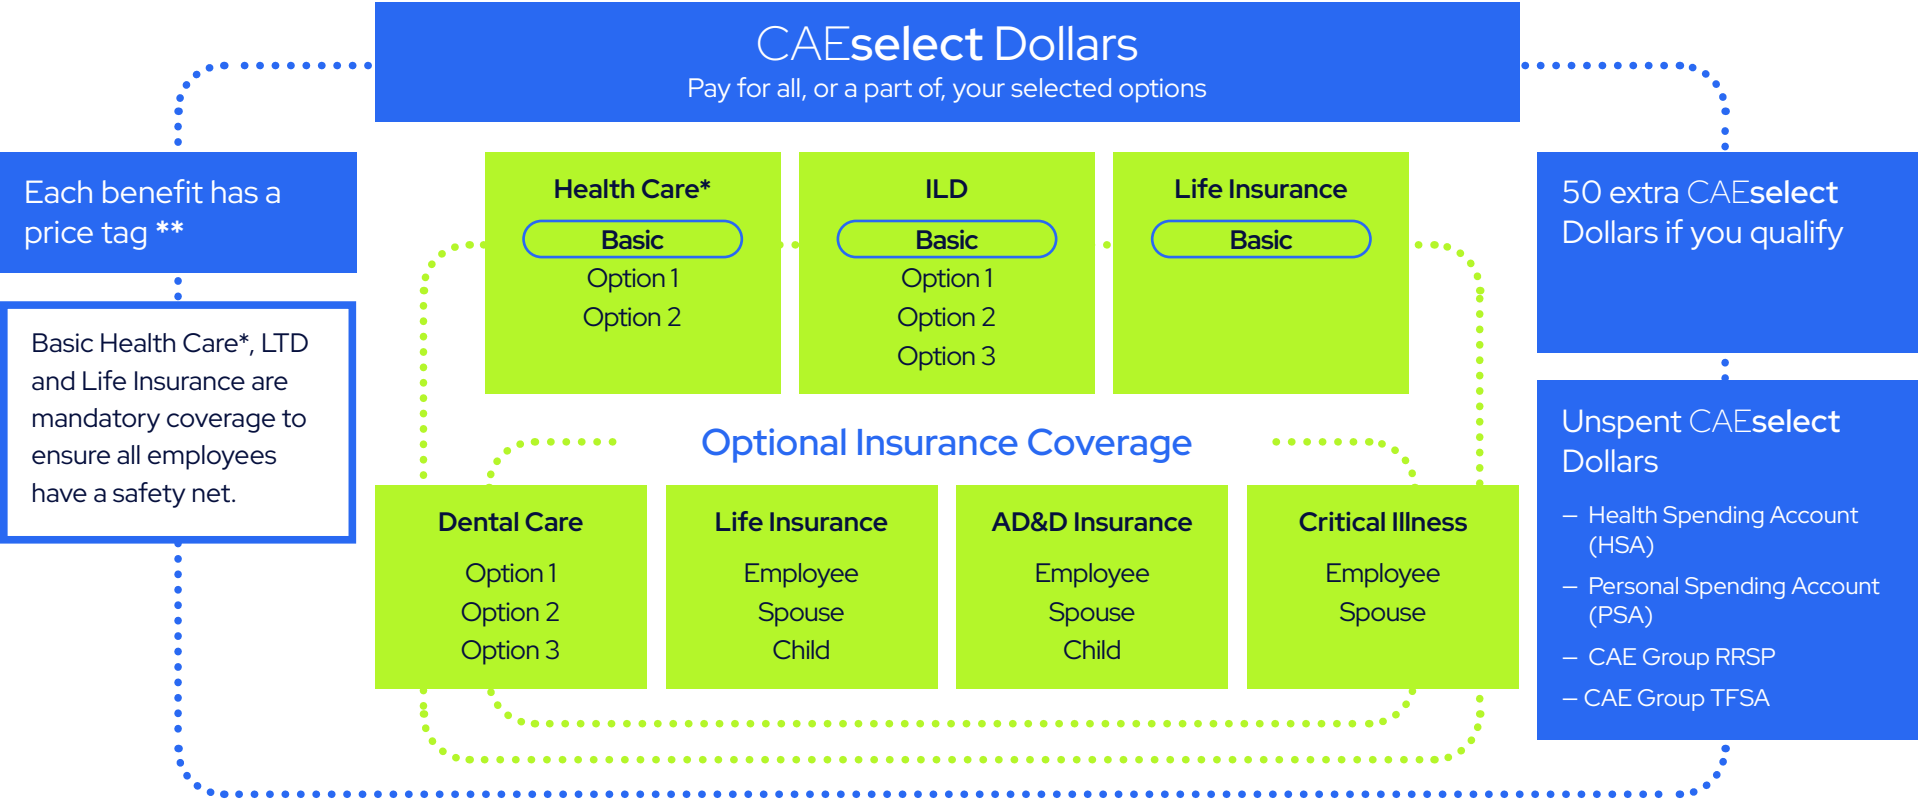 CAEselect Dollars
Pay for all, or a part of, your selected options
Each benefit has a
price tag **
Basic Health Care*, LTD
and Life Insurance are
mandatory coverage to
ensure all employees
have a safety net.
Health Care*
Basic
Option 1
Option 2
ILD
Basic
Option 1
Option 2
Option 3
Life Insurance
Basic
Optional Insurance Coverage
Dental Care
Option 1
Option 2
Option 3
Life Insurance
Employee
Spouse
Child
AD&D Insurance
Employee
Spouse
Child
Critical Illness
Employee
Spouse
50 extra CAEselect
Dollars if you qualify
Unspent CAEselect
Dollars
– Health Spending Account
(HSA)
– Personal Spending Account
(PSA)
– CAE Group RRSP
– CAE Group TFSA